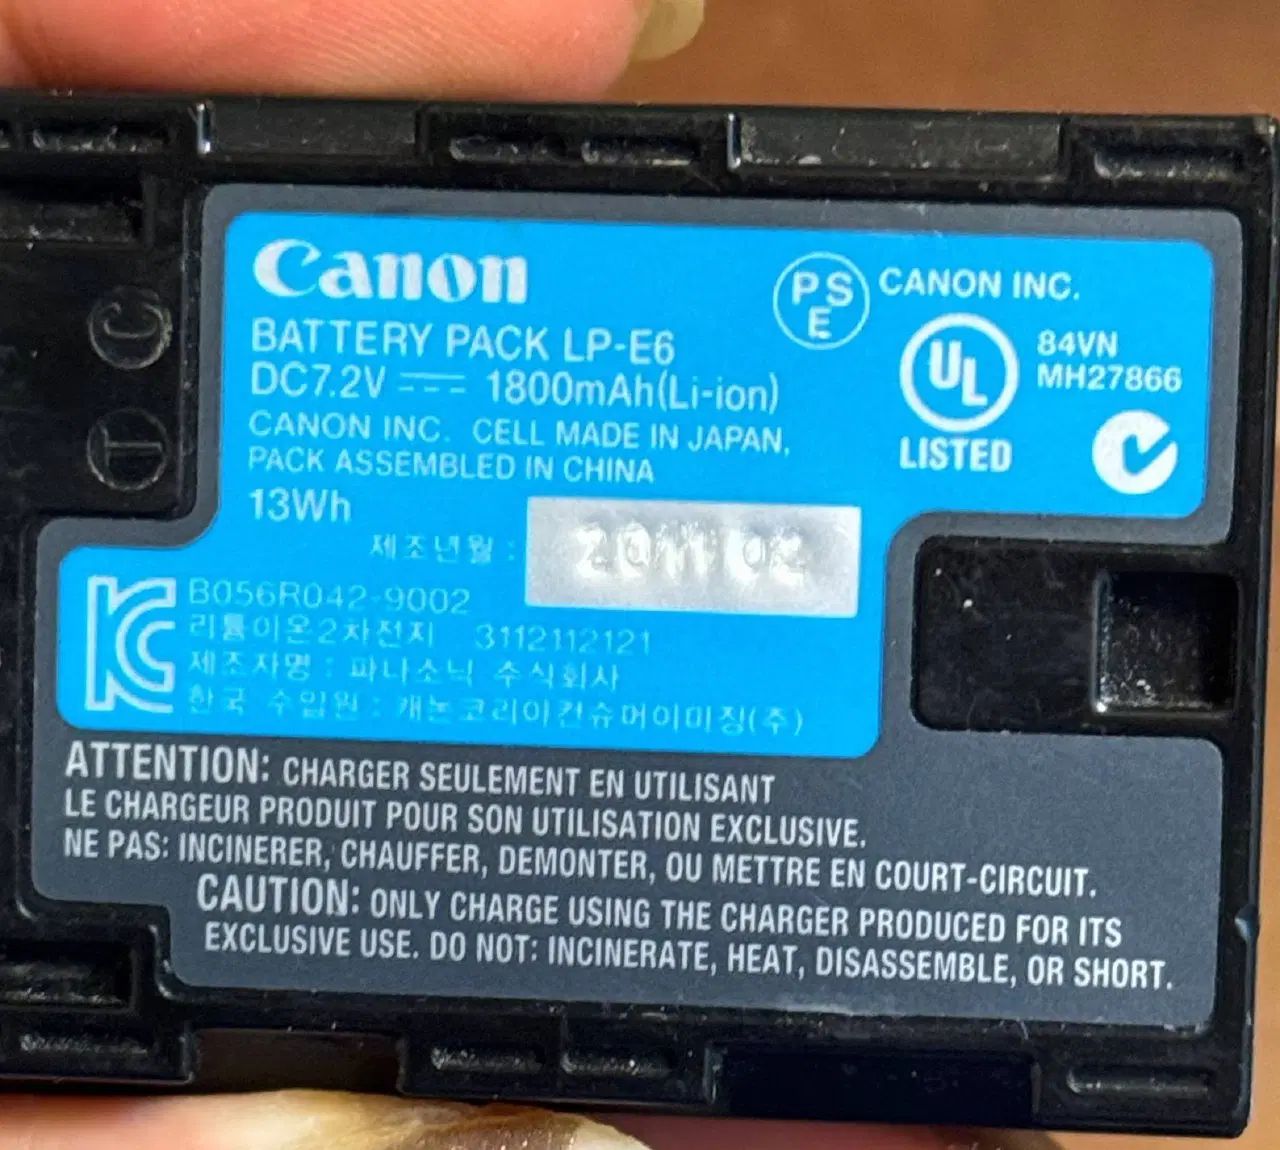 Canon
BATTERY PACK LP-E6
DC7.2V 1800mAh(Li-ion)
CANON INC. CELL MADE IN JAPAN,
PACK ASSEMBLED IN CHINA
13Wh
PSE CANON INC.
UL
LISTED
84VN
MH27866
제조년월 :
B056R042-9002
리튬이온2차전지 3112112121
제조자명 : 파나소닉 주식회사
한국 수입원 : 캐논코리아컨슈머이미징(주)
ATTENTION: CHARGER SEULEMENT EN UTILISANT
LE CHARGEUR PRODUIT POUR SON UTILISATION EXCLUSIVE.
NE PAS: INCINERER, CHAUFFER, DEMONTER, OU METTRE EN COURT-CIRCUIT.
CAUTION: ONLY CHARGE USING THE CHARGER PRODUCED FOR ITS
EXCLUSIVE USE. DO NOT: INCINERATE, HEAT, DISASSEMBLE, OR SHORT.
C
T